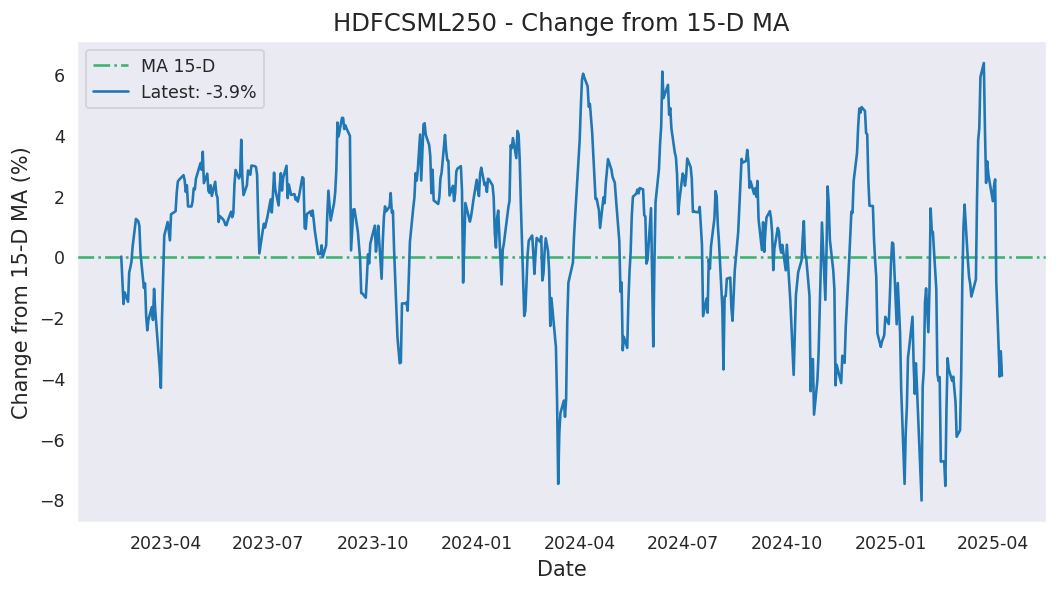 HDFCSML250 - Change from 15-D MA
MA 15-D
Latest: -3.9%
Change from 15-D MA (%)
6
4
2
0
−2
−4
−6
−8
2023-04 2023-07 2023-10 2024-01 2024-04 2024-07 2024-10 2025-01 2025-04
Date